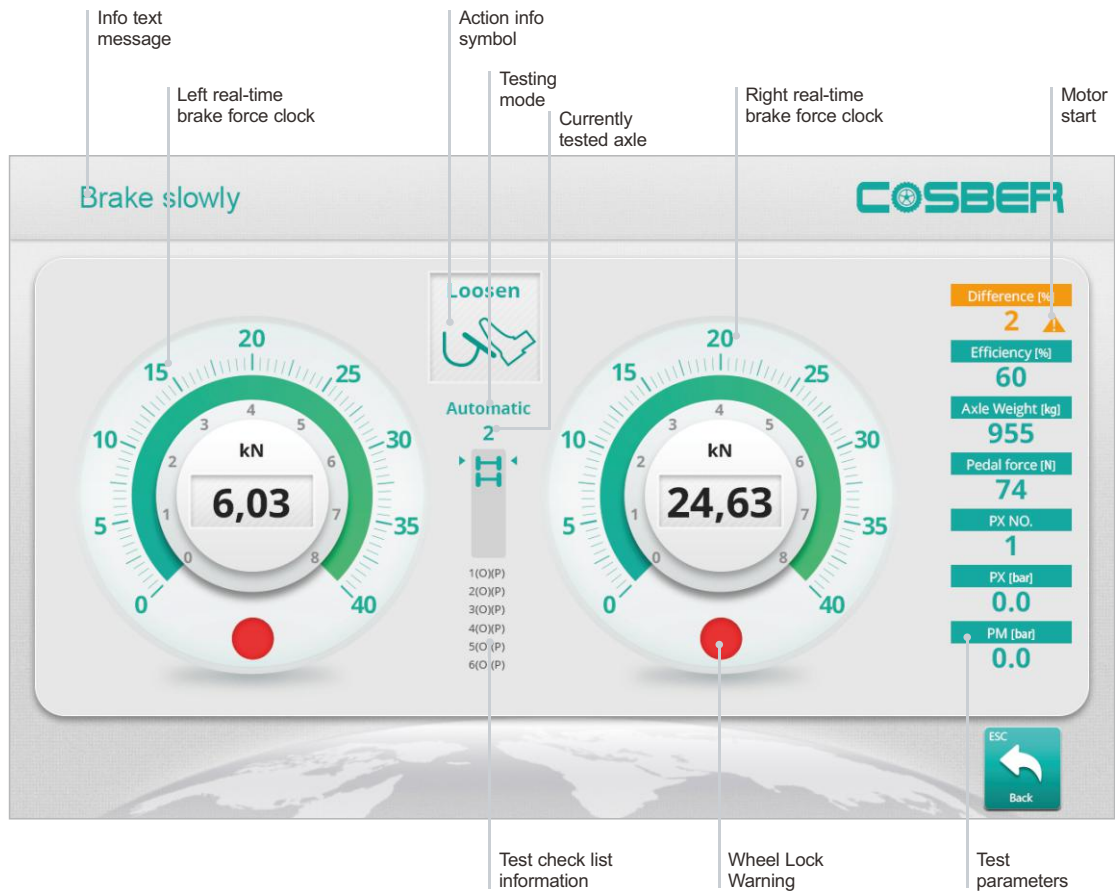 Info text
message
Action info
symbol
Testing
mode
Left real-time
brake force clock
Right real-time
brake force clock
Motor
start
Currently
tested axle
Brake slowly
COSBER
Loosen
Automatic
2
0
5
10
15
20
25
30
35
40
0
1
2
3
4
5
6
7
8
kN
6,03
0
5
10
15
20
25
30
35
40
0
1
2
3
4
5
6
7
8
kN
24,63
1(O)(P)
2(O)(P)
3(O)(P)
4(O)(P)
5(O)(P)
6(O)(P)
Difference [%]
2
Efficiency [%]
60
Axle Weight [kg]
955
Pedal force [N]
74
PX NO.
1
PX [bar]
0.0
PM [bar]
0.0
ESC
Back
Test check list
information
Wheel Lock
Warning
Test
parameters